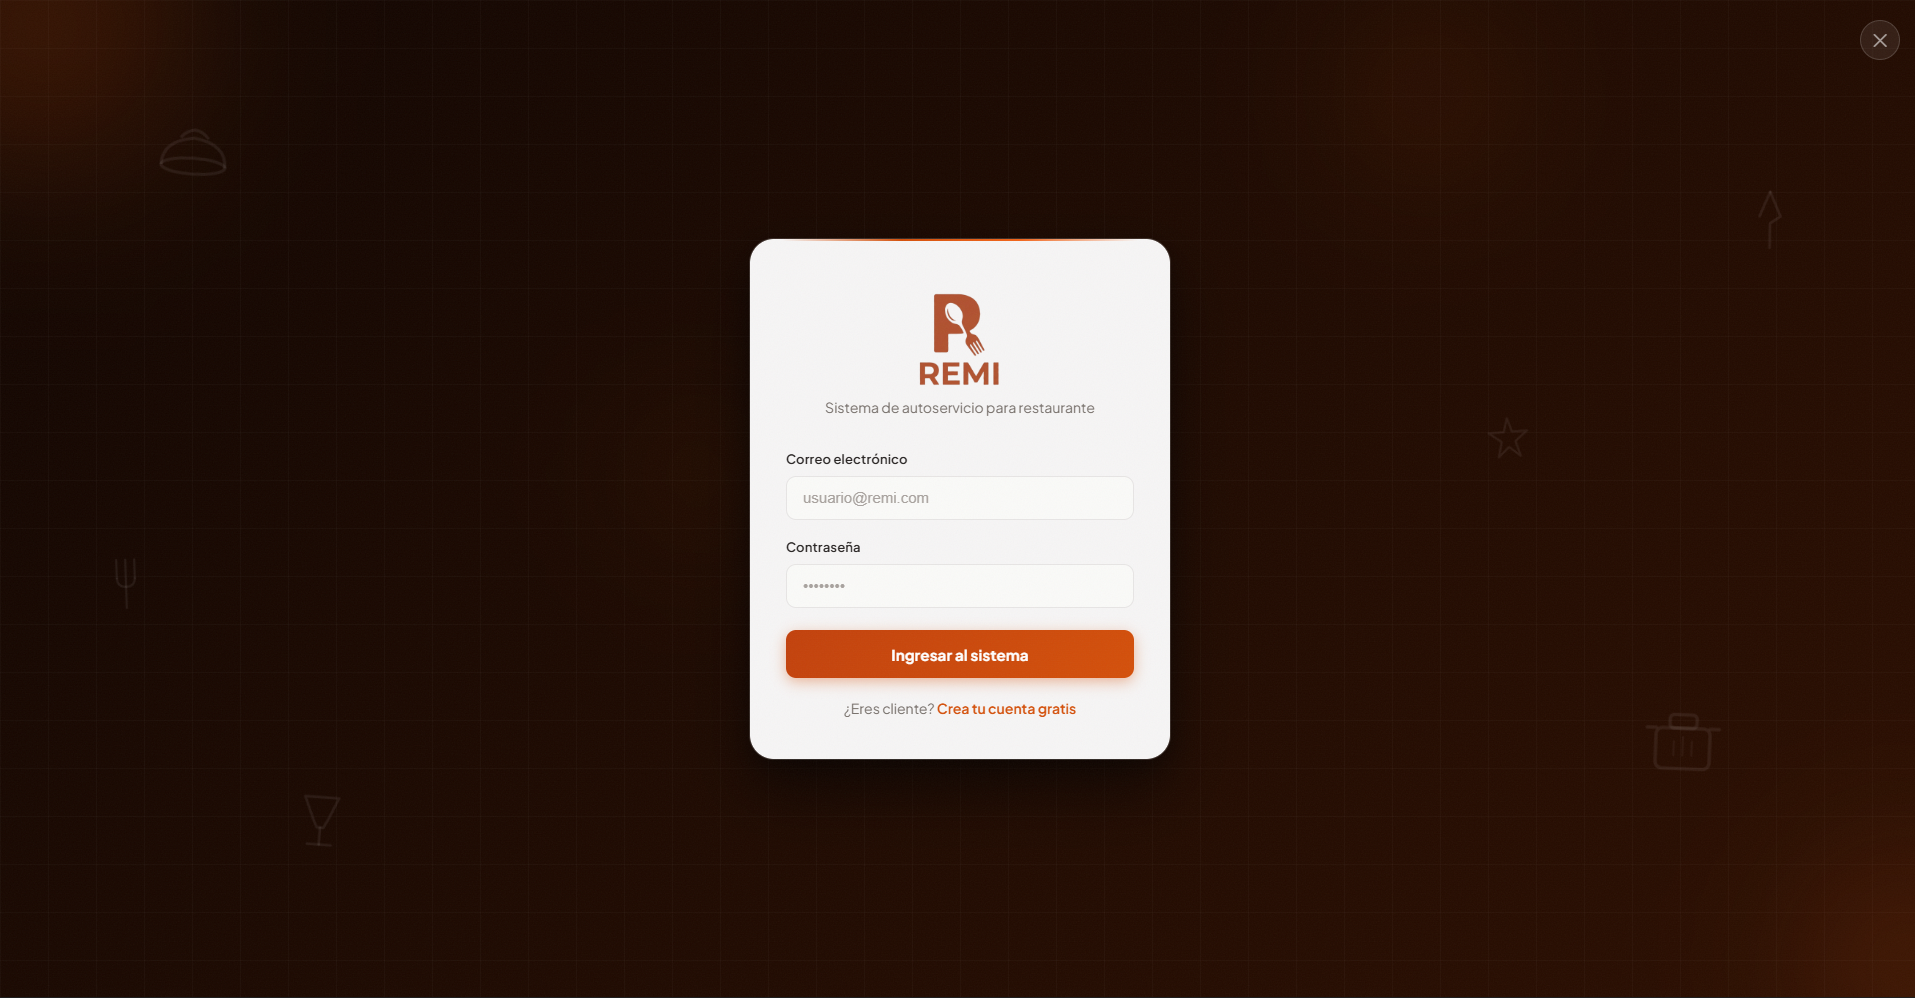 REMI
Sistema de autoservicio para restaurante
Correo electrónico
usuario@remi.com
Contraseña
••••••••
Ingresar al sistema
¿Eres cliente? Crea tu cuenta gratis